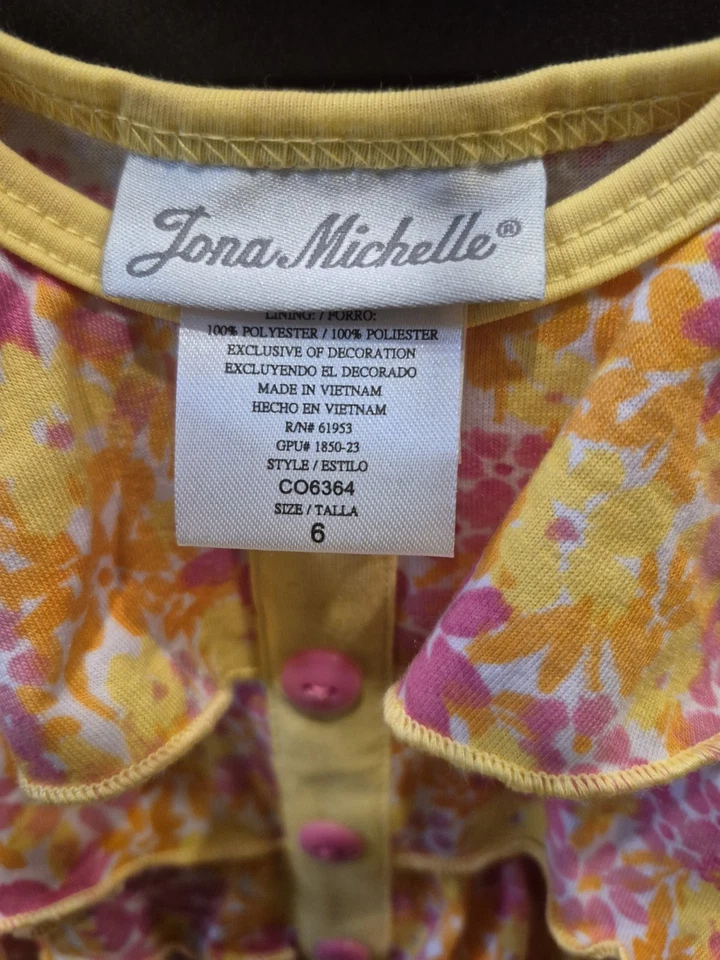 Jona Michelle®
LINING: / FORRO:
100% POLYESTER / 100% POLIESTER
EXCLUSIVE OF DECORATION
EXCLUYENDO EL DECORADO
MADE IN VIETNAM
HECHO EN VIETNAM
R/N# 61953
GPU# 1850-23
STYLE / ESTILO
CO6364
SIZE / TALLA
6